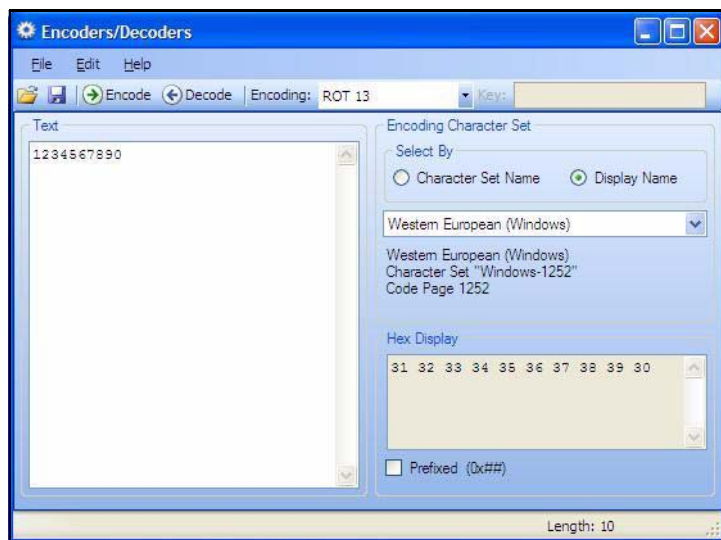 Encoders/Decoders
File Edit Help
Encode Decode Encoding: ROT 13 Key:
Text
1234567890
Encoding Character Set
Select By
Character Set Name Display Name
Western European (Windows)
Western European (Windows)
Character Set "Windows-1252"
Code Page 1252
Hex Display
31 32 33 34 35 36 37 38 39 30
Prefixed (0x##)
Length: 10